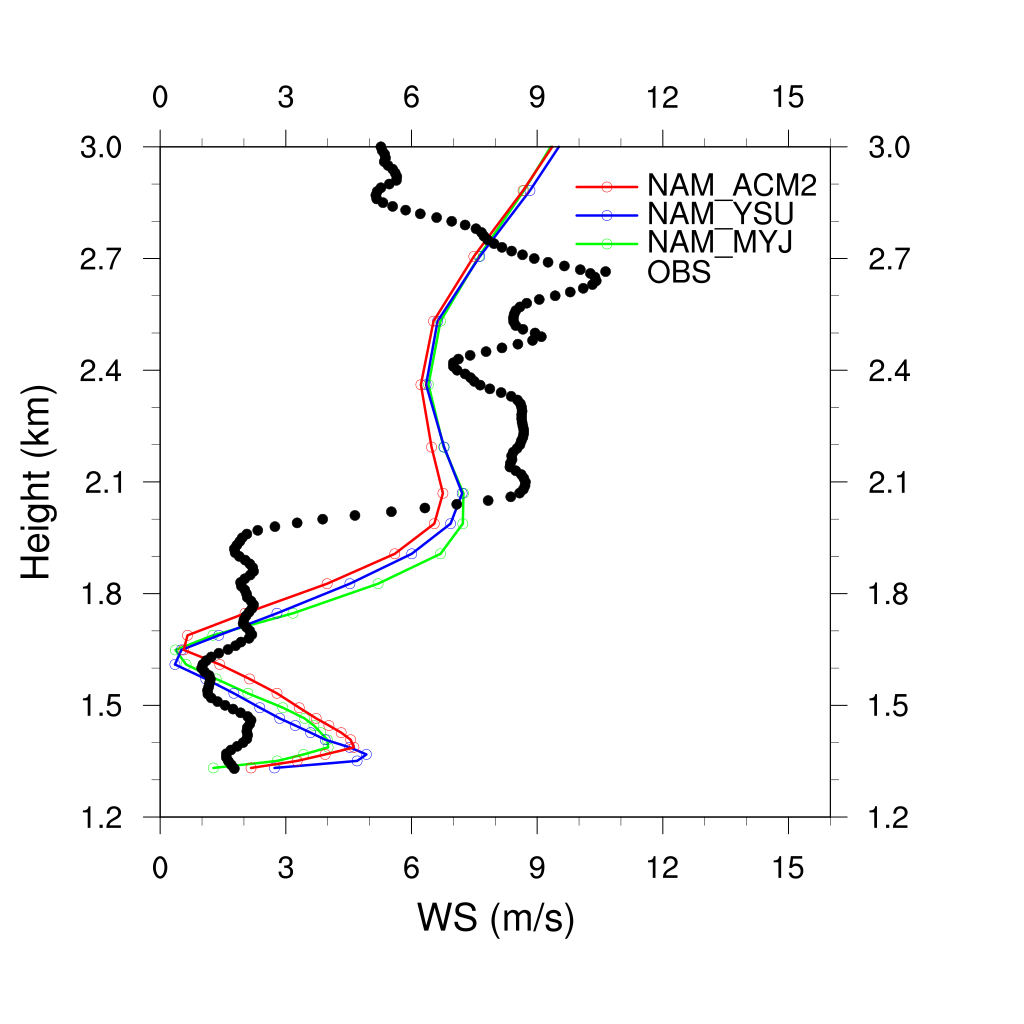 0 3 6 9 12 15
3.0 3.0
NAM_ACM2
NAM_YSU
NAM_MYJ
2.7 2.7
OBS
2.4 2.4
Height (km)
2.1 2.1
1.8 1.8
1.5 1.5
1.2 1.2
0 3 6 9 12 15
WS (m/s)